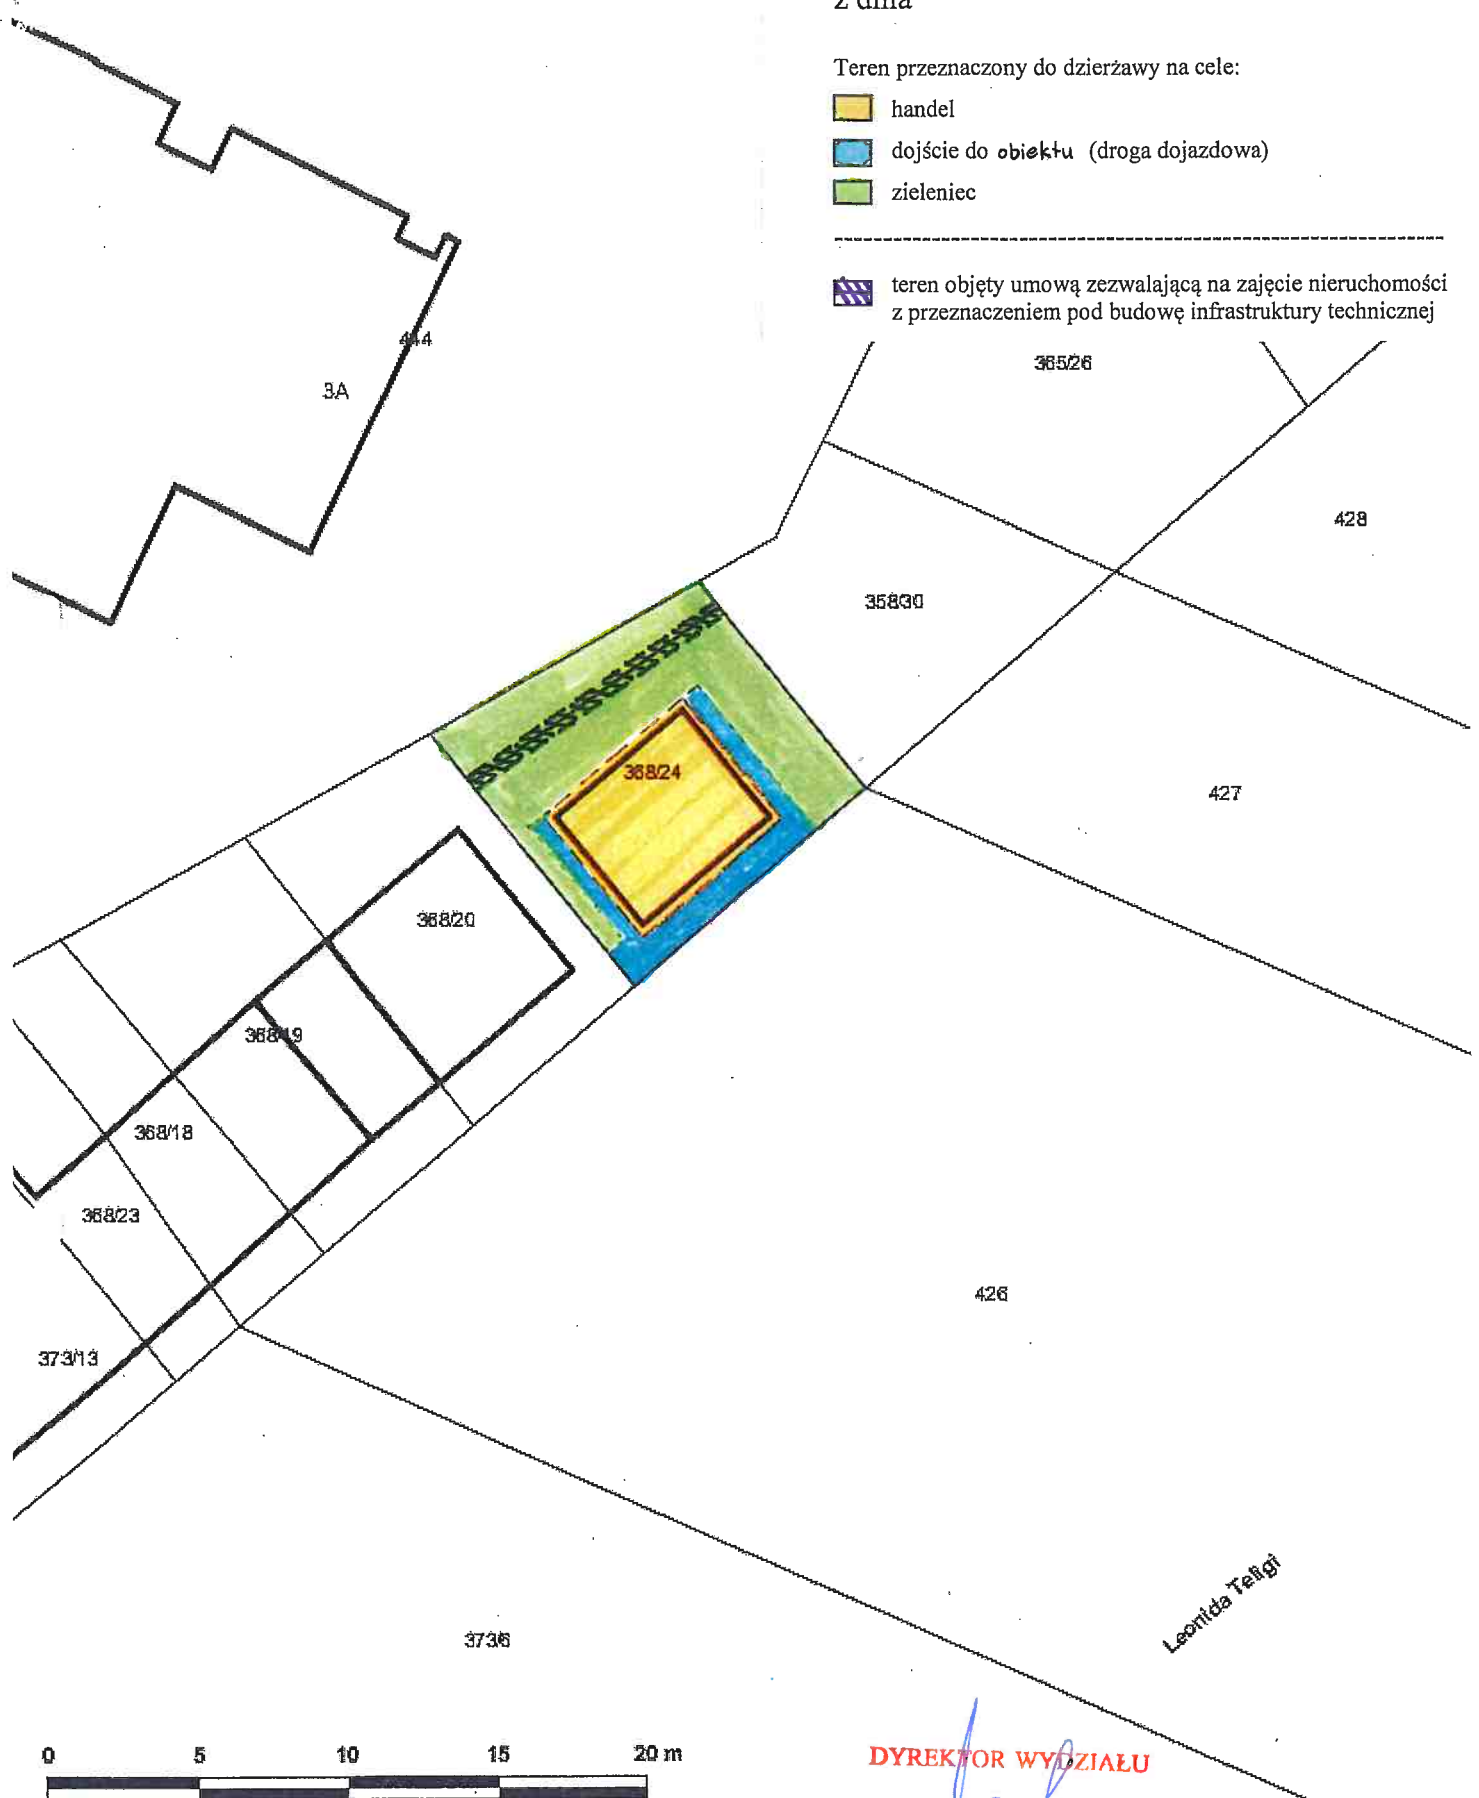 z dnia
Teren przeznaczony do dzierżawy na cele:
handel
dojście do obiektu (droga dojazdowa)
zieleniec
teren objęty umową zezwalającą na zajęcie nieruchomości
z przeznaczeniem pod budowę infrastruktury technicznej
444
3A
365/26
428
358/30
368/24
427
368/20
368/19
368/18
368/23
426
373/13
373/6
Leonida Teligi
0 5 10 15 20 m
DYREKTOR WYDZIAŁU